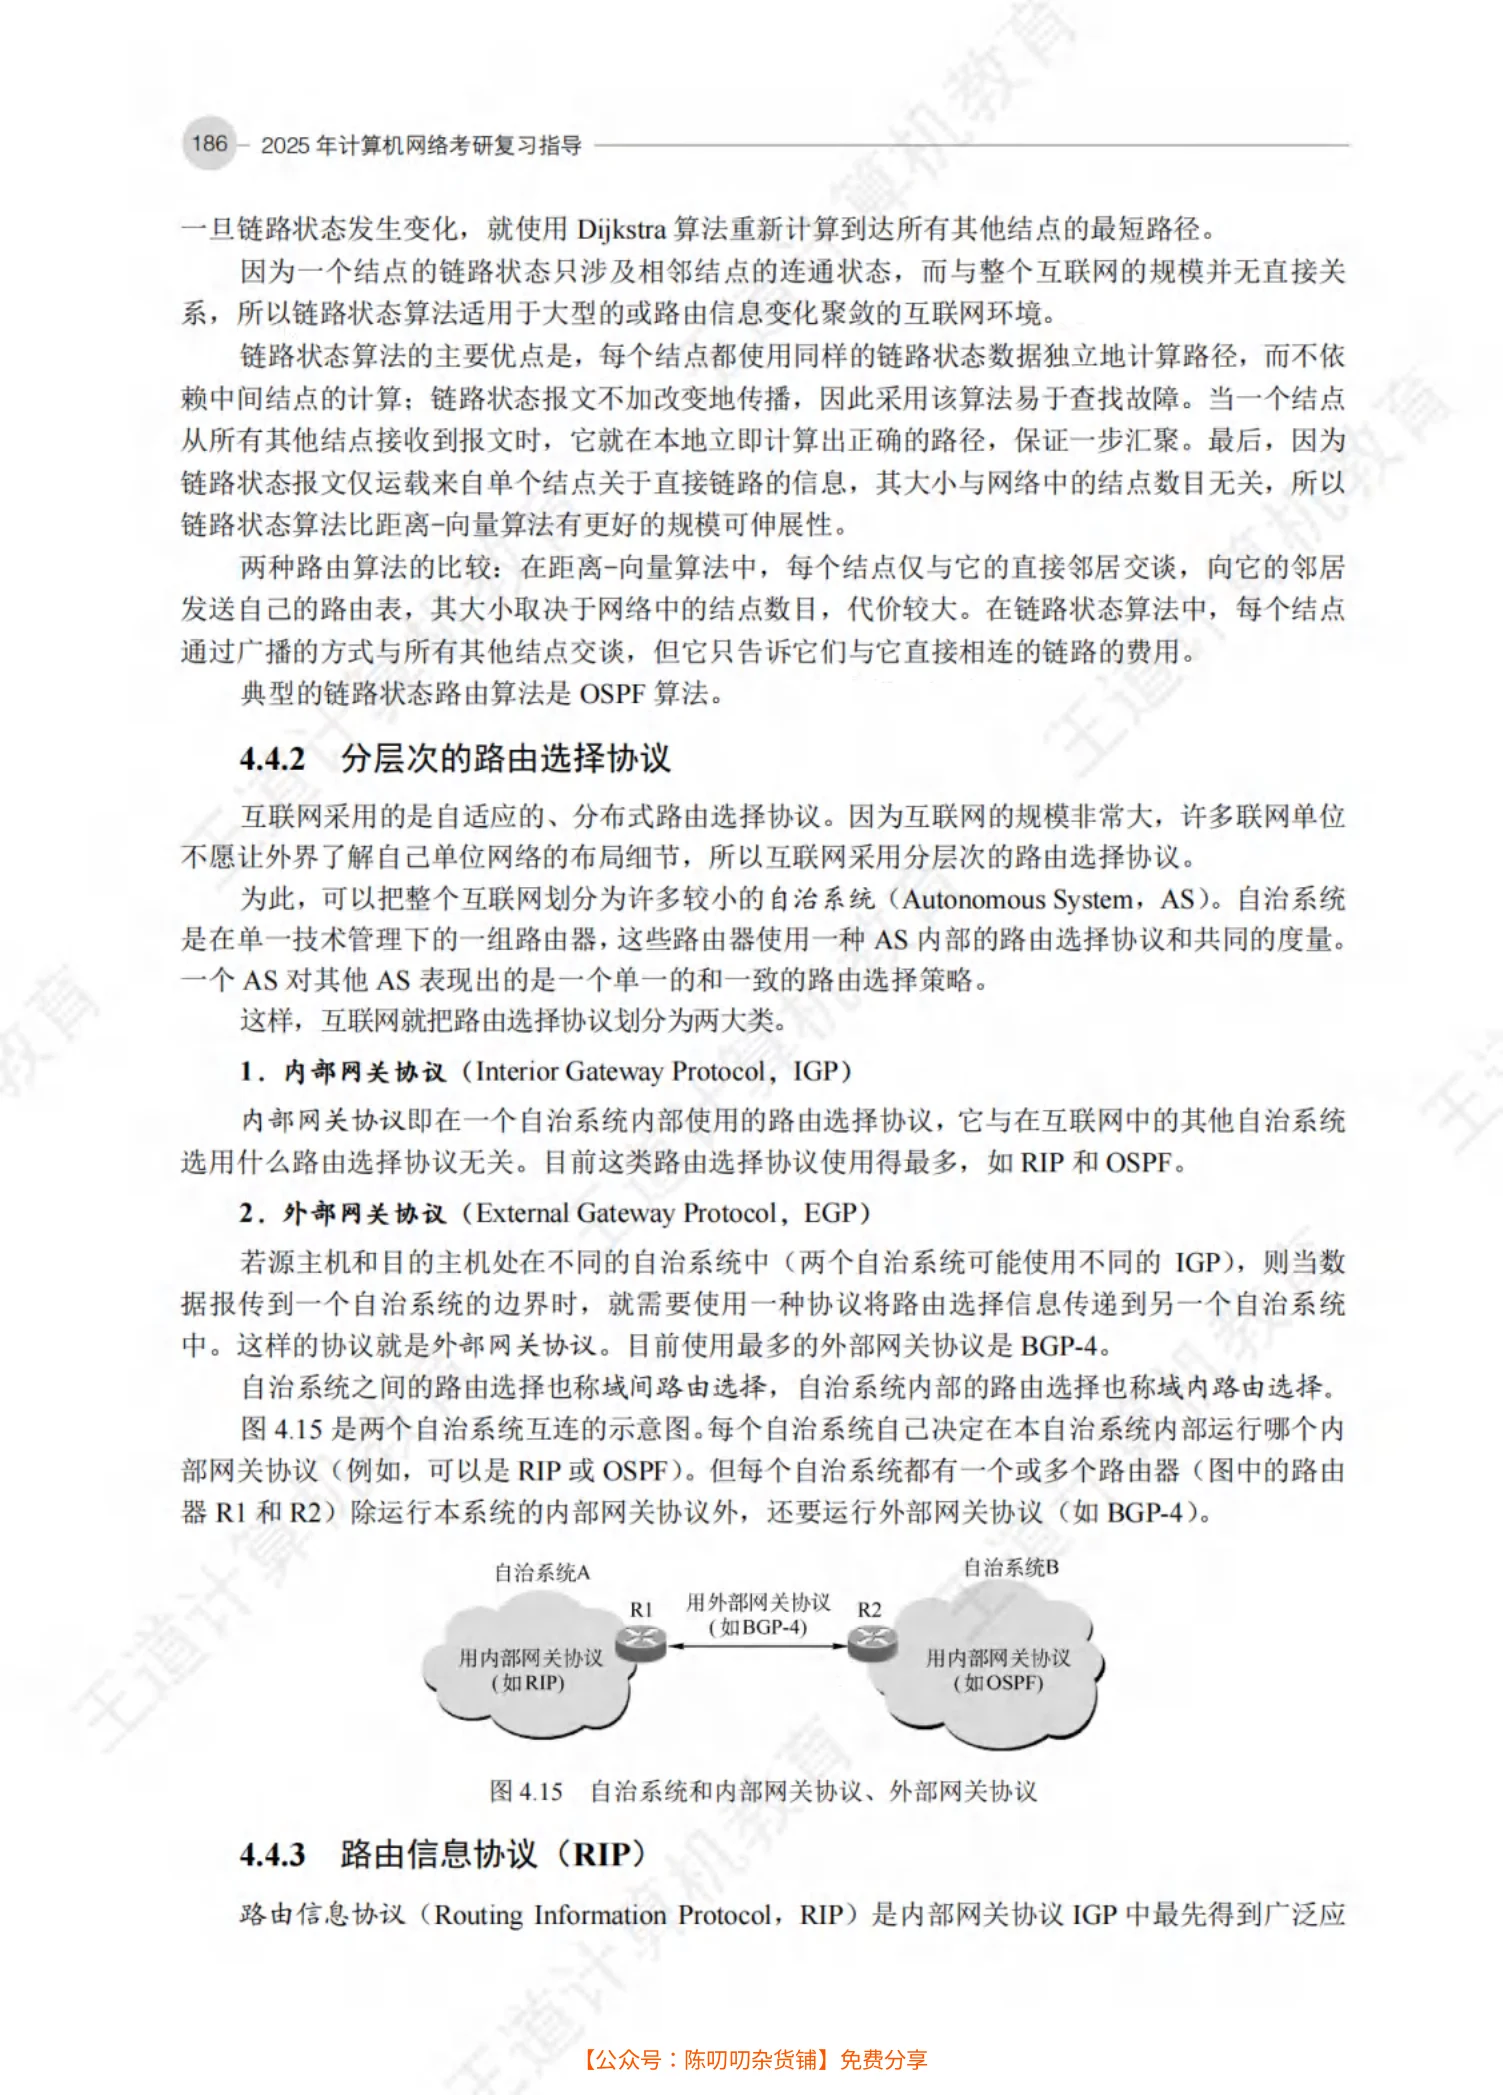 186 2025 年计算机网络考研复习指导
一旦链路状态发生变化，就使用 Dijkstra 算法重新计算到达所有其他结点的最短路径。
因为一个结点的链路状态只涉及相邻结点的连通状态，而与整个互联网的规模并无直接关
系，所以链路状态算法适用于大型的或路由信息变化聚敛的互联网环境。
链路状态算法的主要优点是，每个结点都使用同样的链路状态数据独立地计算路径，而不依
赖中间结点的计算；链路状态报文不加改变地传播，因此采用该算法易于查找故障。当一个结点
从所有其他结点接收到报文时，它就在本地立即计算出正确的路径，保证一步汇聚。最后，因为
链路状态报文仅运载来自单个结点关于直接链路的信息，其大小与网络中的结点数目无关，所以
链路状态算法比距离-向量算法有更好的规模可伸展性。
两种路由算法的比较：在距离-向量算法中，每个结点仅与它的直接邻居交谈，向它的邻居
发送自己的路由表，其大小取决于网络中的结点数目，代价较大。在链路状态算法中，每个结点
通过广播的方式与所有其他结点交谈，但它只告诉它们与它直接相连的链路的费用。
典型的链路状态路由算法是 OSPF 算法。
4.4.2 分层次的路由选择协议
互联网采用的是自适应的、分布式路由选择协议。因为互联网的规模非常大，许多联网单位
不愿让外界了解自己单位网络的布局细节，所以互联网采用分层次的路由选择协议。
为此，可以把整个互联网划分为许多较小的自治系统（Autonomous System，AS）。自治系统
是在单一技术管理下的一组路由器，这些路由器使用一种 AS 内部的路由选择协议和共同的度量。
一个 AS 对其他 AS 表现出的是一个单一的和一致的路由选择策略。
这样，互联网就把路由选择协议划分为两大类。
1．内部网关协议（Interior Gateway Protocol，IGP）
内部网关协议即在一个自治系统内部使用的路由选择协议，它与在互联网中的其他自治系统
选用什么路由选择协议无关。目前这类路由选择协议使用得最多，如 RIP 和 OSPF。
2．外部网关协议（External Gateway Protocol，EGP）
若源主机和目的主机处在不同的自治系统中（两个自治系统可能使用不同的 IGP），则当数
据报传到一个自治系统的边界时，就需要使用一种协议将路由选择信息传递到另一个自治系统
中。这样的协议就是外部网关协议。目前使用最多的外部网关协议是 BGP-4。
自治系统之间的路由选择也称域间路由选择，自治系统内部的路由选择也称域内路由选择。
图 4.15 是两个自治系统互连的示意图。每个自治系统自己决定在本自治系统内部运行哪个内
部网关协议（例如，可以是 RIP 或 OSPF）。但每个自治系统都有一个或多个路由器（图中的路由
器 R1 和 R2）除运行本系统的内部网关协议外，还要运行外部网关协议（如 BGP-4）。
自治系统A
自治系统B
R1
用外部网关协议
(如BGP-4)
R2
用内部网关协议
(如RIP)
用内部网关协议
(如OSPF)
图 4.15 自治系统和内部网关协议、外部网关协议
4.4.3 路由信息协议（RIP）
路由信息协议（Routing Information Protocol，RIP）是内部网关协议 IGP 中最先得到广泛应
【公众号：陈叨叨杂货铺】免费分享
王道计算机教育
王道计算机教育
王道计算机教育
王道计算机教育
王道计算机教育
王道计算机教育
王道计算机教育
教育
王道